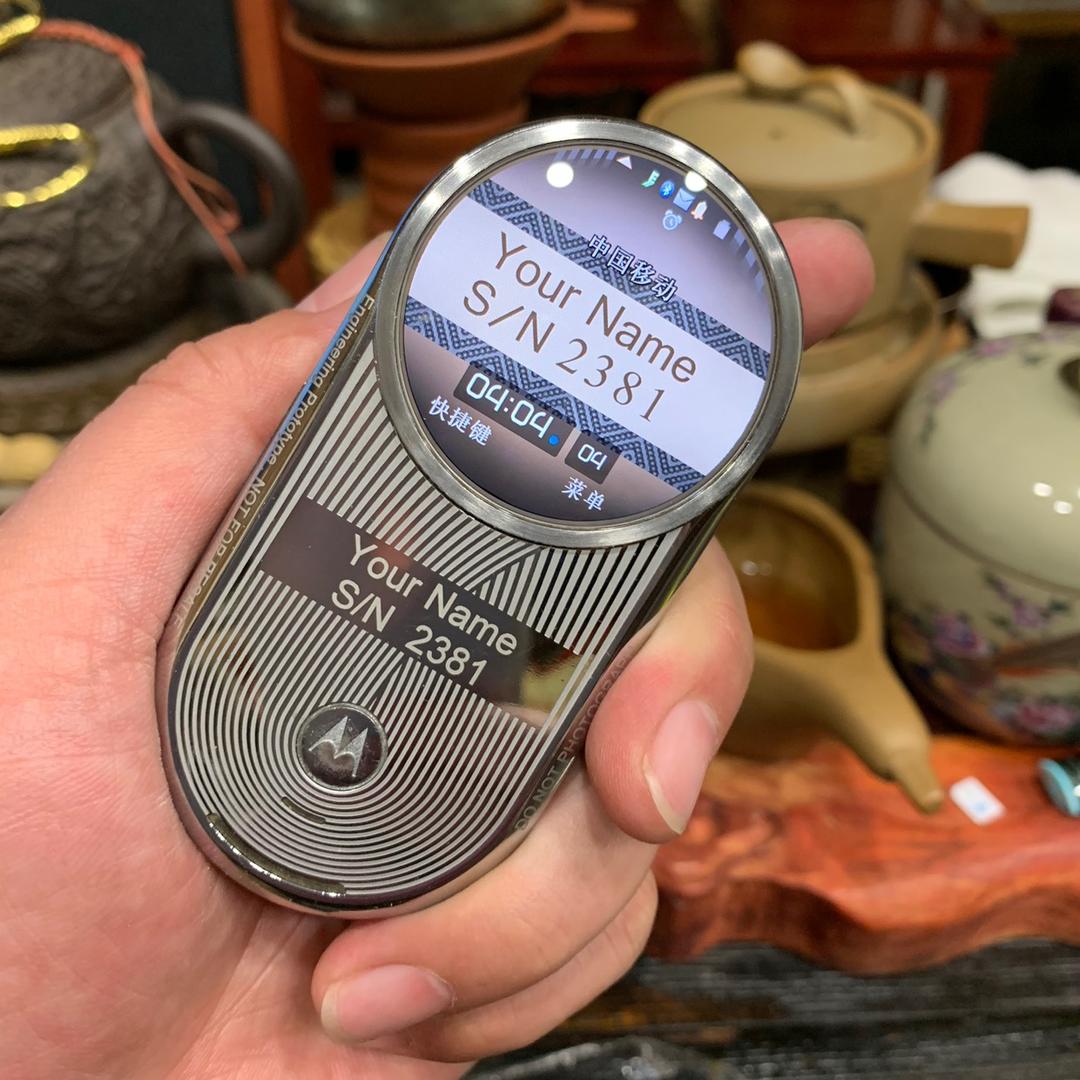 中国移动
Your Name
S/N 2381
04:04
04
快捷键
菜单
Your Name
S/N 2381
Engineering Prototype - NOT FOR RESALE
DO NOT PHOTOGRAPH